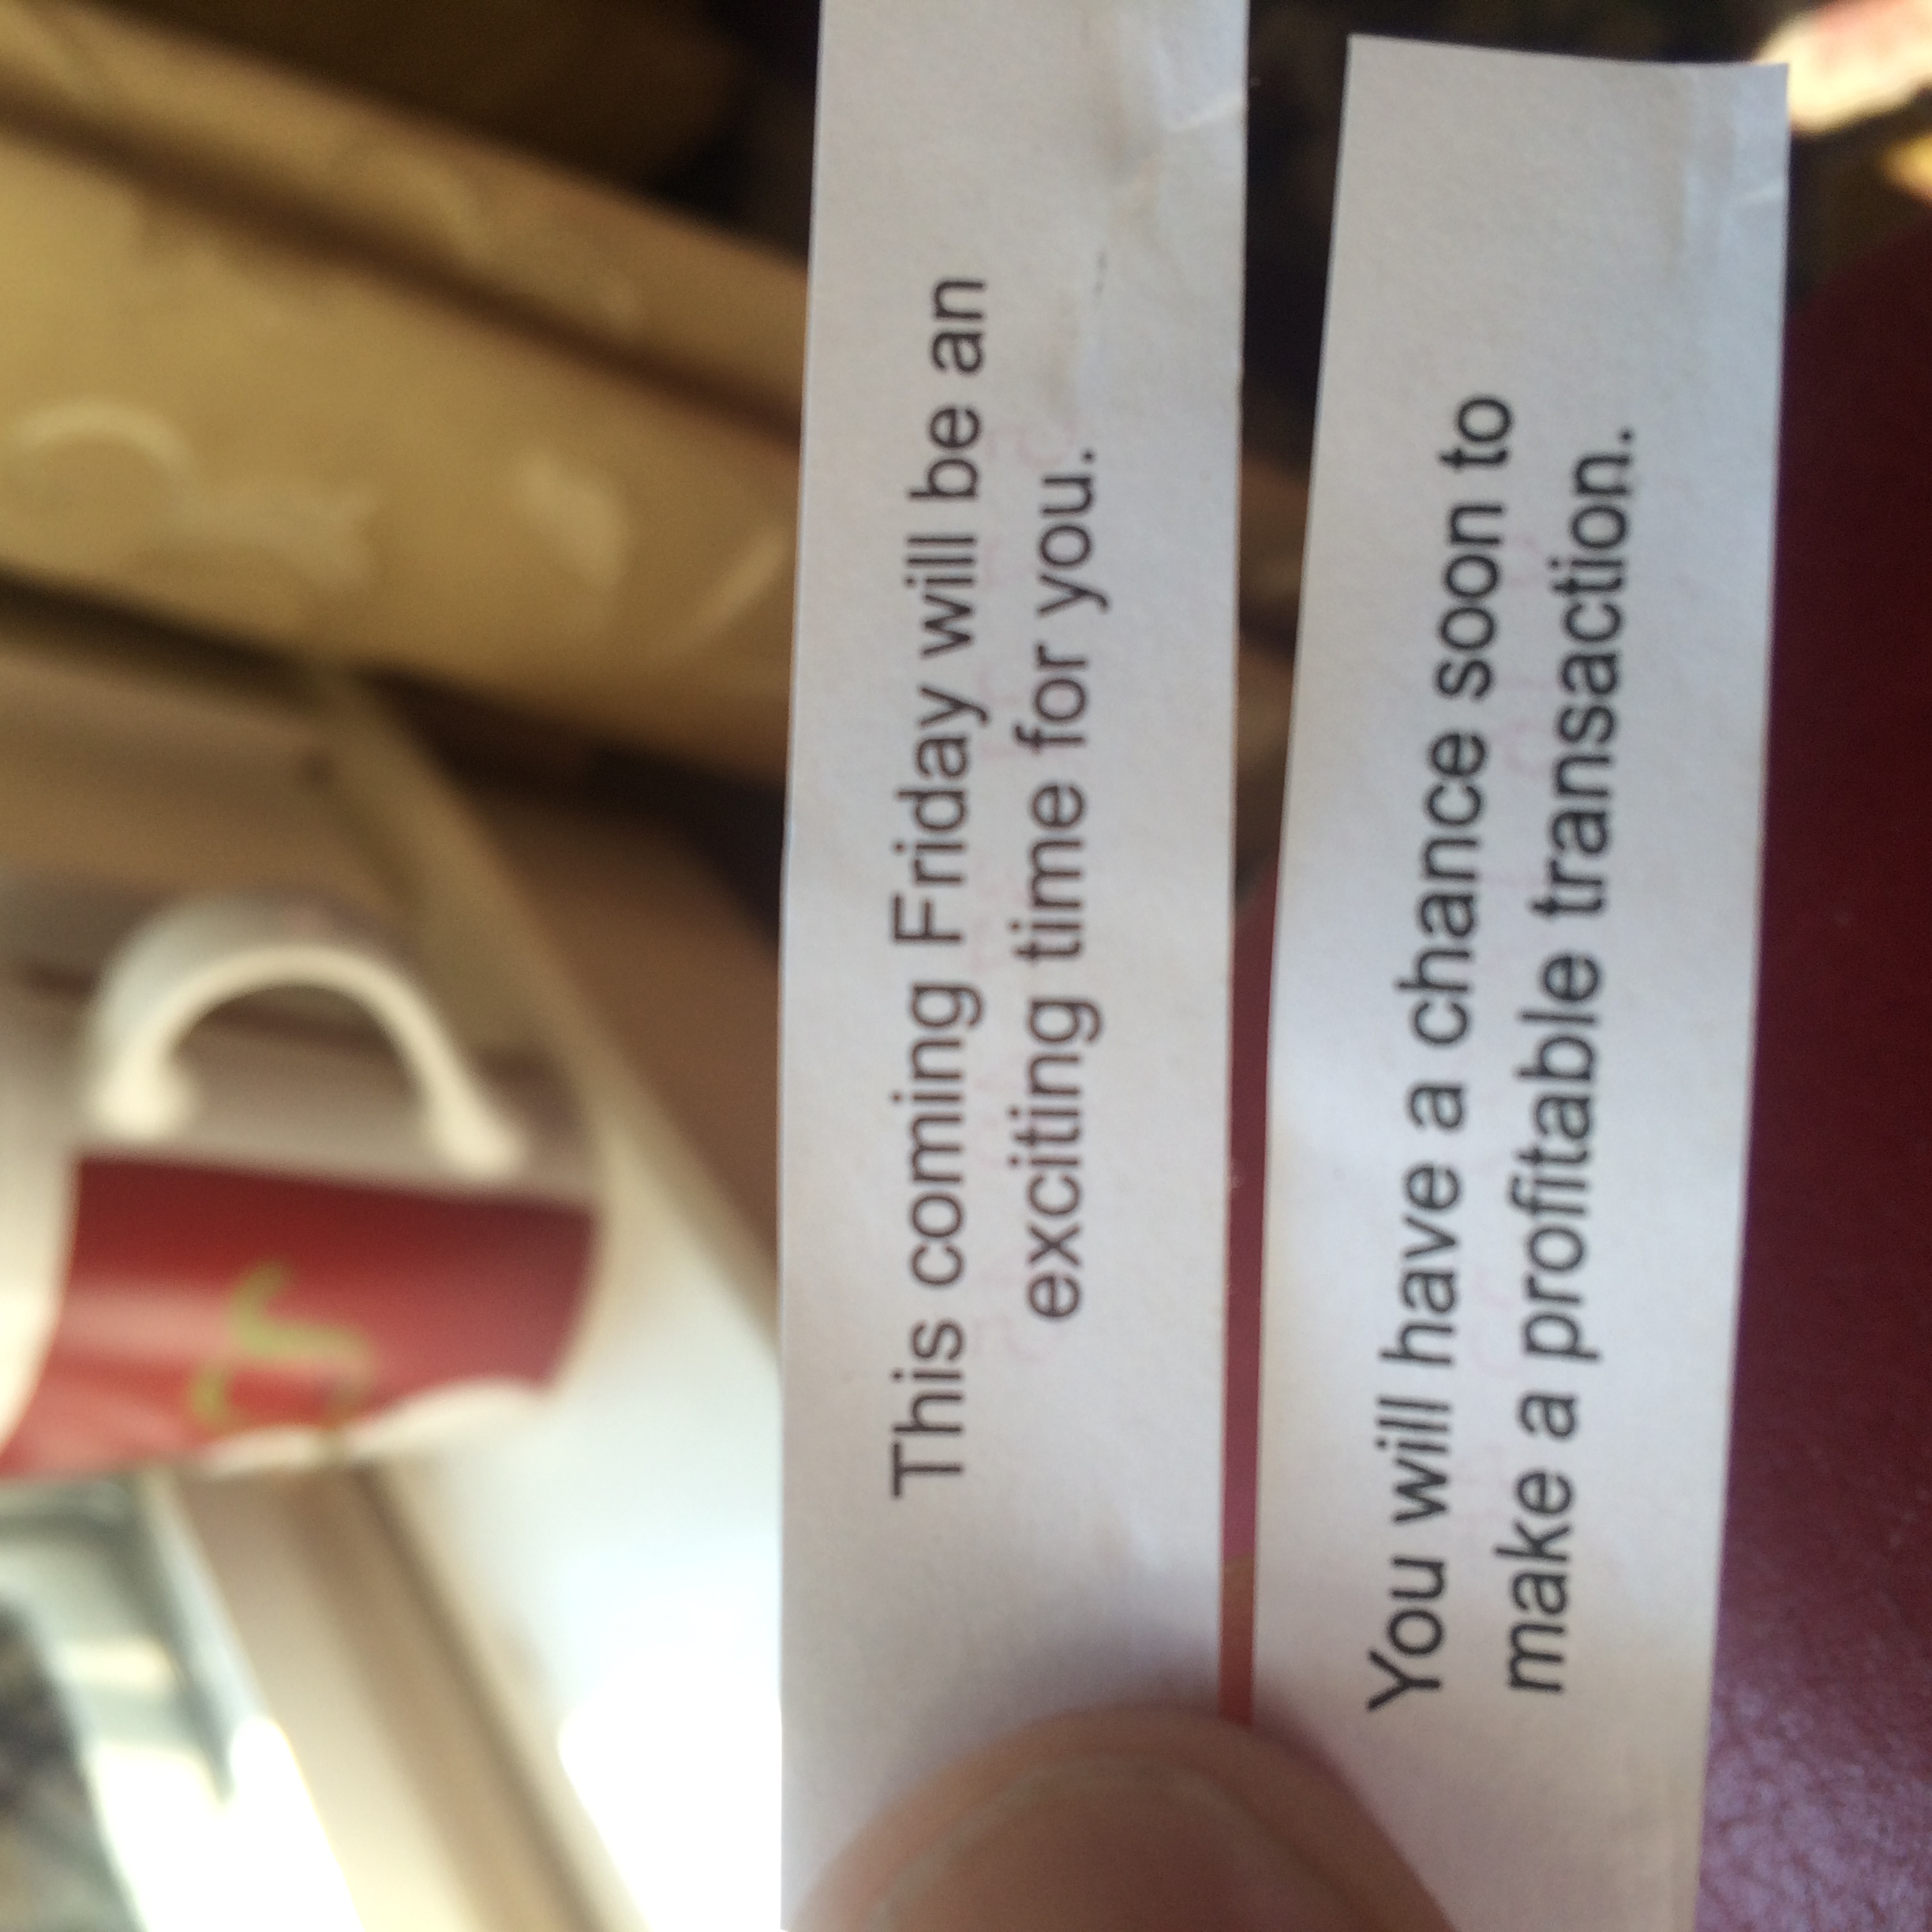 This coming Friday will be an
exciting time for you.
You will have a chance soon to
make a profitable transaction.